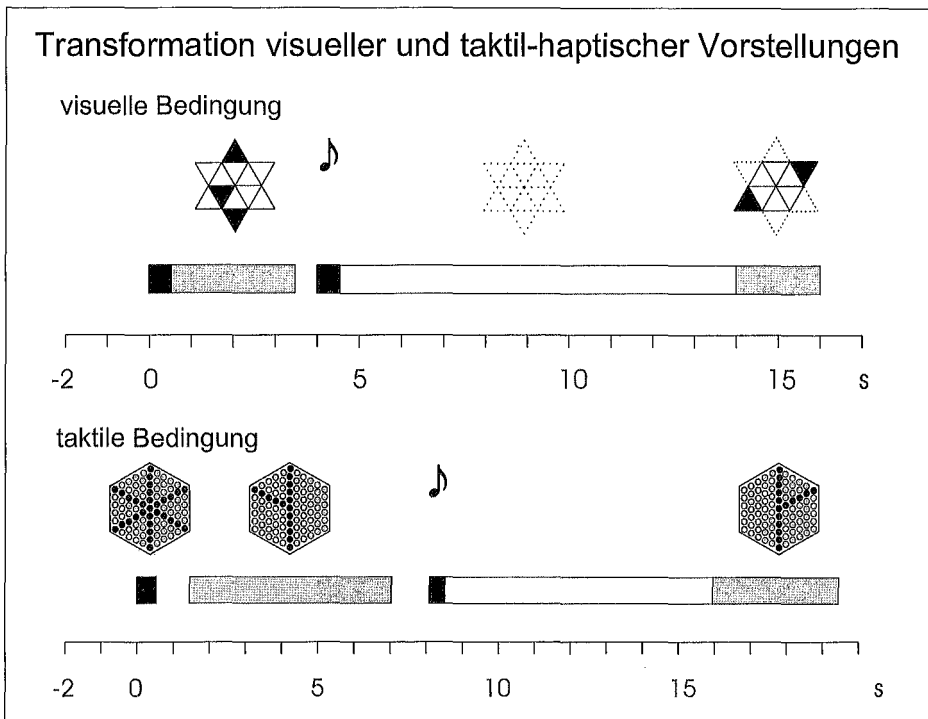 Transformation visueller und taktil-haptischer Vorstellungen
visuelle Bedingung
-2 0 5 10 15 s
taktile Bedingung
-2 0 5 10 15 s